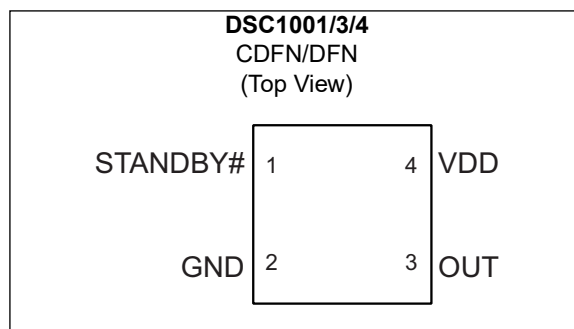 DSC1001/3/4
CDFN/DFN
(Top View)
STANDBY# 1 4 VDD
GND 2 3 OUT